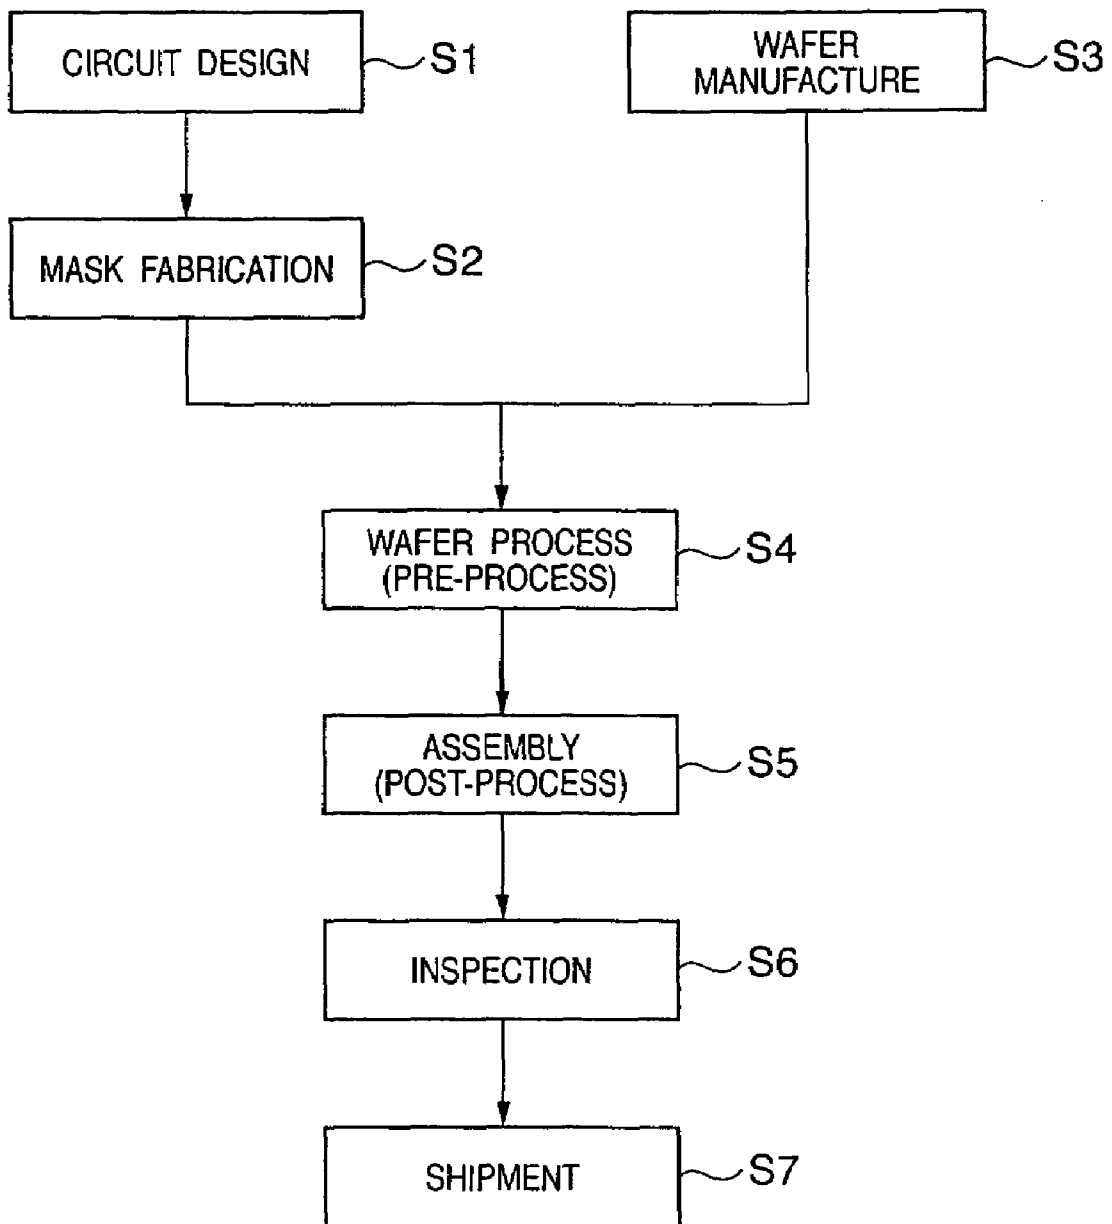 CIRCUIT DESIGN
S1
WAFER
MANUFACTURE
S3
MASK FABRICATION
S2
WAFER PROCESS
(PRE-PROCESS)
S4
ASSEMBLY
(POST-PROCESS)
S5
INSPECTION
S6
SHIPMENT
S7